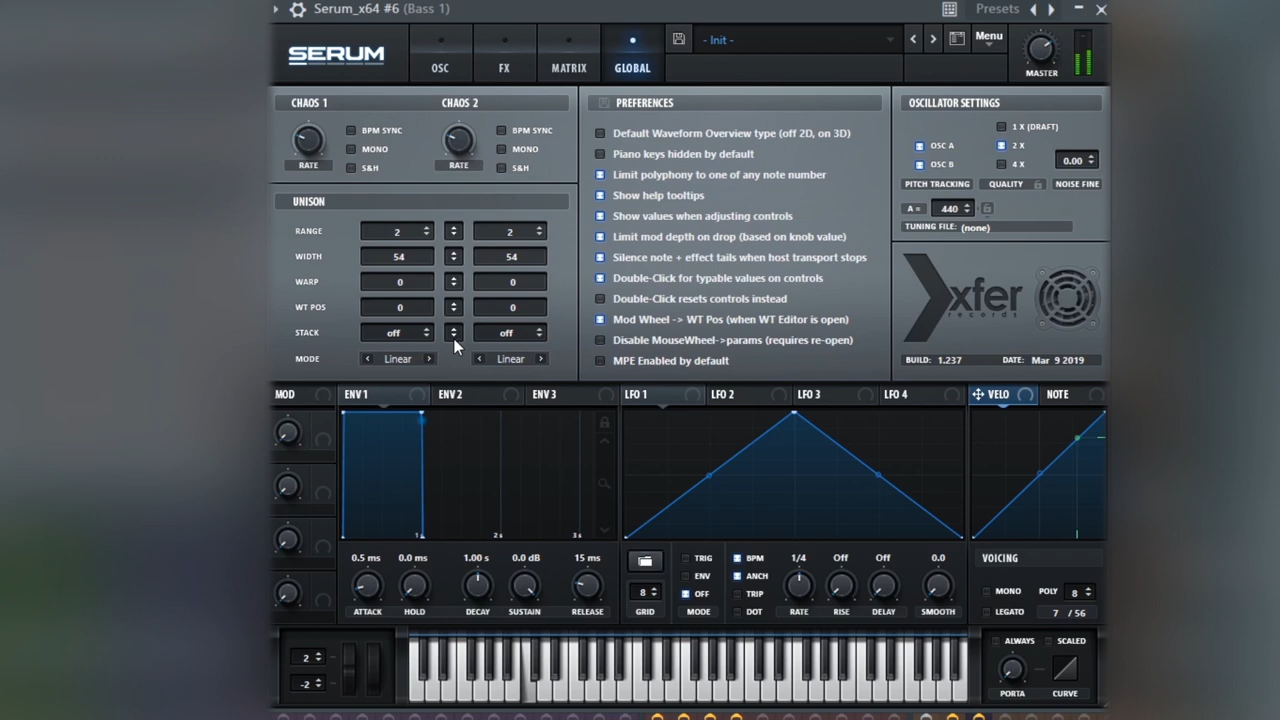 Serum_x64 #6 (Bass 1)
Presets
SERUM
OSC
FX
MATRIX
GLOBAL
- Init -
Menu
MASTER
CHAOS 1
CHAOS 2
BPM SYNC
MONO
S&H
RATE
BPM SYNC
MONO
S&H
RATE
UNISON
RANGE 2 2
WIDTH 54 54
WARP 0 0
WT POS 0 0
STACK off off
MODE Linear Linear
PREFERENCES
Default Waveform Overview type (off 2D, on 3D)
Piano keys hidden by default
Limit polyphony to one of any note number
Show help tooltips
Show values when adjusting controls
Limit mod depth on drop (based on knob value)
Silence note + effect tails when host transport stops
Double-Click for typable values on controls
Double-Click resets controls instead
Mod Wheel -> WT Pos (when WT Editor is open)
Disable MouseWheel->params (requires re-open)
MPE Enabled by default
OSCILLATOR SETTINGS
OSC A
OSC B
1 X (DRAFT)
2 X
4 X
0.00
PITCH TRACKING
QUALITY
NOISE FINE
A = 440
TUNING FILE: (none)
xfer
records
BUILD: 1.237
DATE: Mar 9 2019
MOD
ENV 1
ENV 2
ENV 3
LFO 1
LFO 2
LFO 3
LFO 4
VELO
NOTE
1
2 s
3 s
0.5 ms
0.0 ms
1.00 s
0.0 dB
15 ms
ATTACK
HOLD
DECAY
SUSTAIN
RELEASE
8
GRID
TRIG
ENV
OFF
MODE
BPM
ANCH
TRIP
DOT
1/4
Off
Off
0.0
RATE
RISE
DELAY
SMOOTH
VOICING
MONO
POLY
8
LEGATO
7 / 56
2
-2
ALWAYS
SCALED
PORTA
CURVE